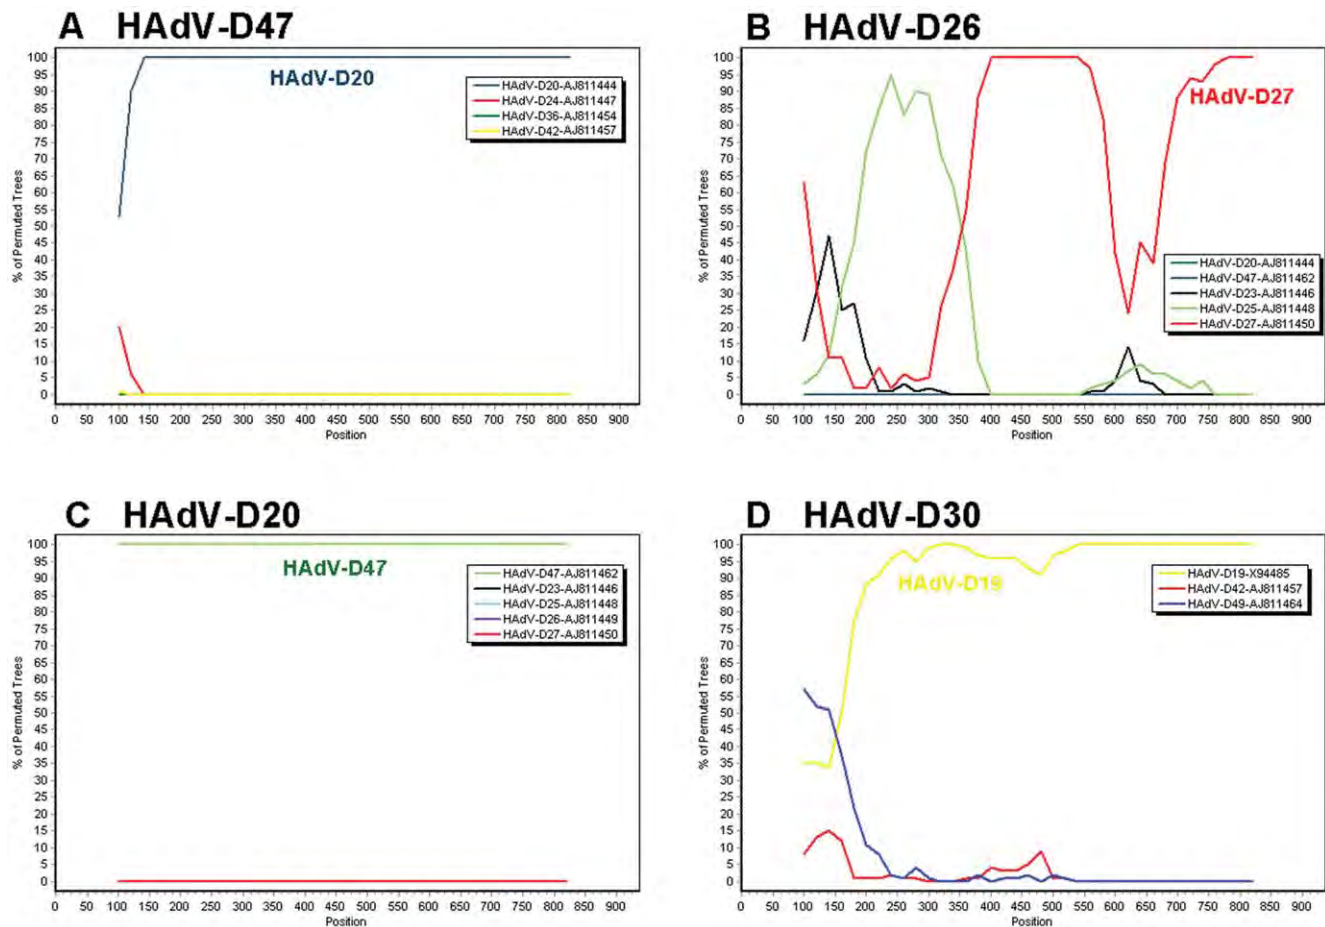 A HAdV-D47
% of Permuted Trees
100
95
90
85
80
75
70
65
60
55
50
45
40
35
30
25
20
15
10
5
0
HAdV-D20
HAdV-D20-AJ811444
HAdV-D24-AJ811447
HAdV-D36-AJ811454
HAdV-D42-AJ811457
0 50 100 150 200 250 300 350 400 450 500 550 600 650 700 750 800 850 900
Position
B HAdV-D26
% of Permuted Trees
100
95
90
85
80
75
70
65
60
55
50
45
40
35
30
25
20
15
10
5
0
HAdV-D27
HAdV-D20-AJ811444
HAdV-D47-AJ811462
HAdV-D23-AJ811446
HAdV-D25-AJ811448
HAdV-D27-AJ811450
0 50 100 150 200 250 300 350 400 450 500 550 600 650 700 750 800 850 900
Position
C HAdV-D20
% of Permuted Trees
100
95
90
85
80
75
70
65
60
55
50
45
40
35
30
25
20
15
10
5
0
HAdV-D47
HAdV-D47-AJ811462
HAdV-D23-AJ811446
HAdV-D25-AJ811448
HAdV-D26-AJ811449
HAdV-D27-AJ811450
0 50 100 150 200 250 300 350 400 450 500 550 600 650 700 750 800 850 900
Position
D HAdV-D30
% of Permuted Trees
100
95
90
85
80
75
70
65
60
55
50
45
40
35
30
25
20
15
10
5
0
HAdV-D19
HAdV-D19-X94485
HAdV-D42-AJ811457
HAdV-D49-AJ811464
0 50 100 150 200 250 300 350 400 450 500 550 600 650 700 750 800 850 900
Position